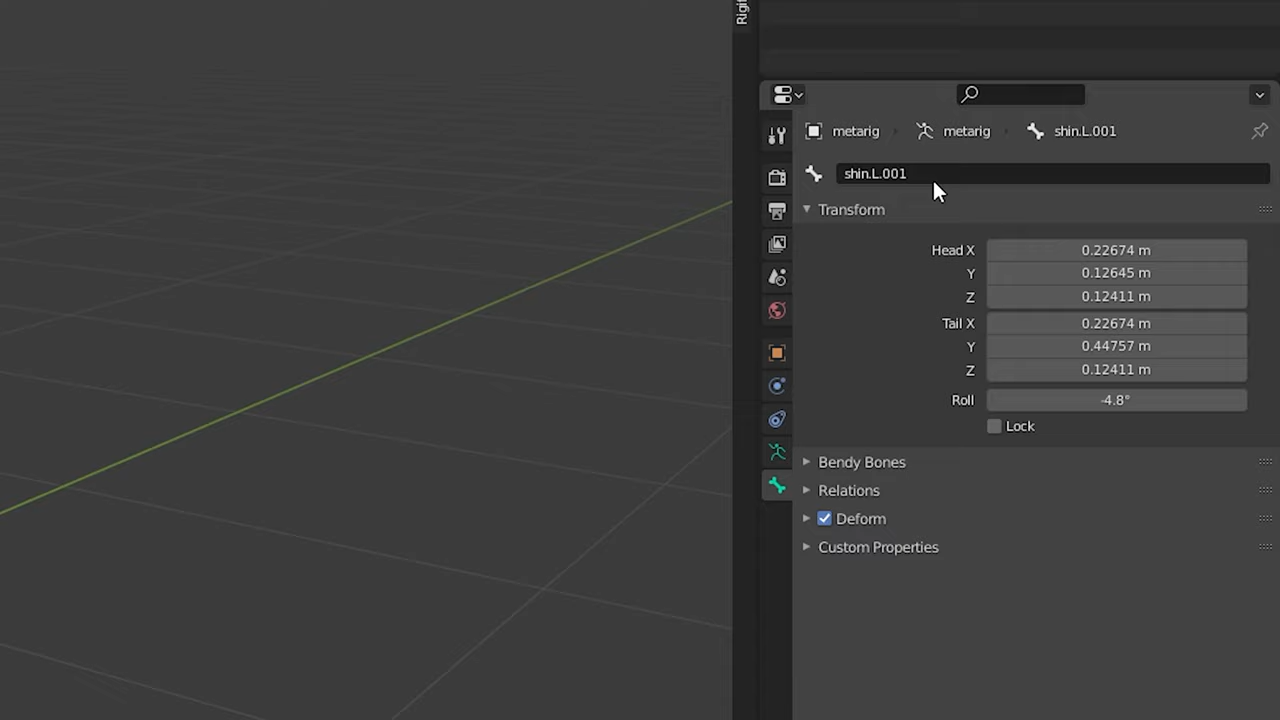 Rigif
metarig metarig shin.L.001
shin.L.001
Transform
Head X 0.22674 m
Y 0.12645 m
Z 0.12411 m
Tail X 0.22674 m
Y 0.44757 m
Z 0.12411 m
Roll -4.8°
Lock
Bendy Bones
Relations
Deform
Custom Properties